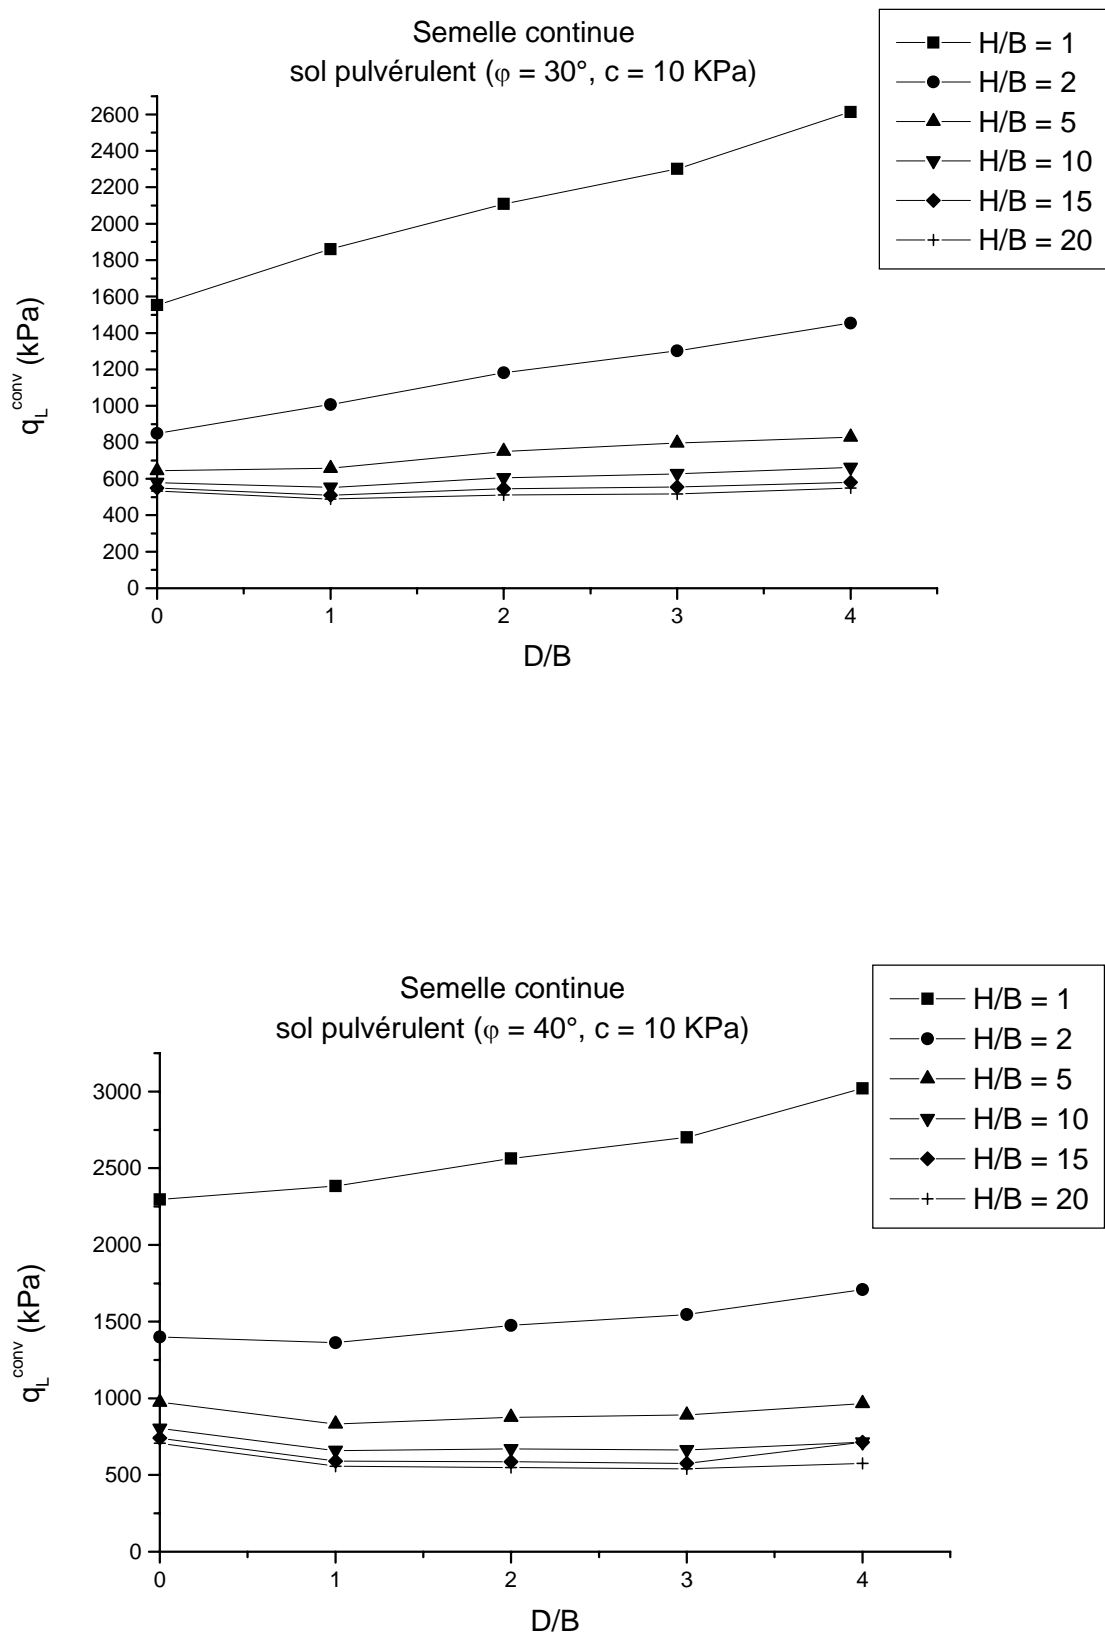 Semelle continue
sol pulvérulent (φ = 30°, c = 10 KPa)
H/B = 1
H/B = 2
H/B = 5
H/B = 10
H/B = 15
H/B = 20
2600
2400
2200
2000
1800
1600
1400
1200
1000
800
600
400
200
0
q_L^conv (kPa)
0 1 2 3 4
D/B
Semelle continue
sol pulvérulent (φ = 40°, c = 10 KPa)
H/B = 1
H/B = 2
H/B = 5
H/B = 10
H/B = 15
H/B = 20
3000
2500
2000
1500
1000
500
0
q_L^conv (kPa)
0 1 2 3 4
D/B